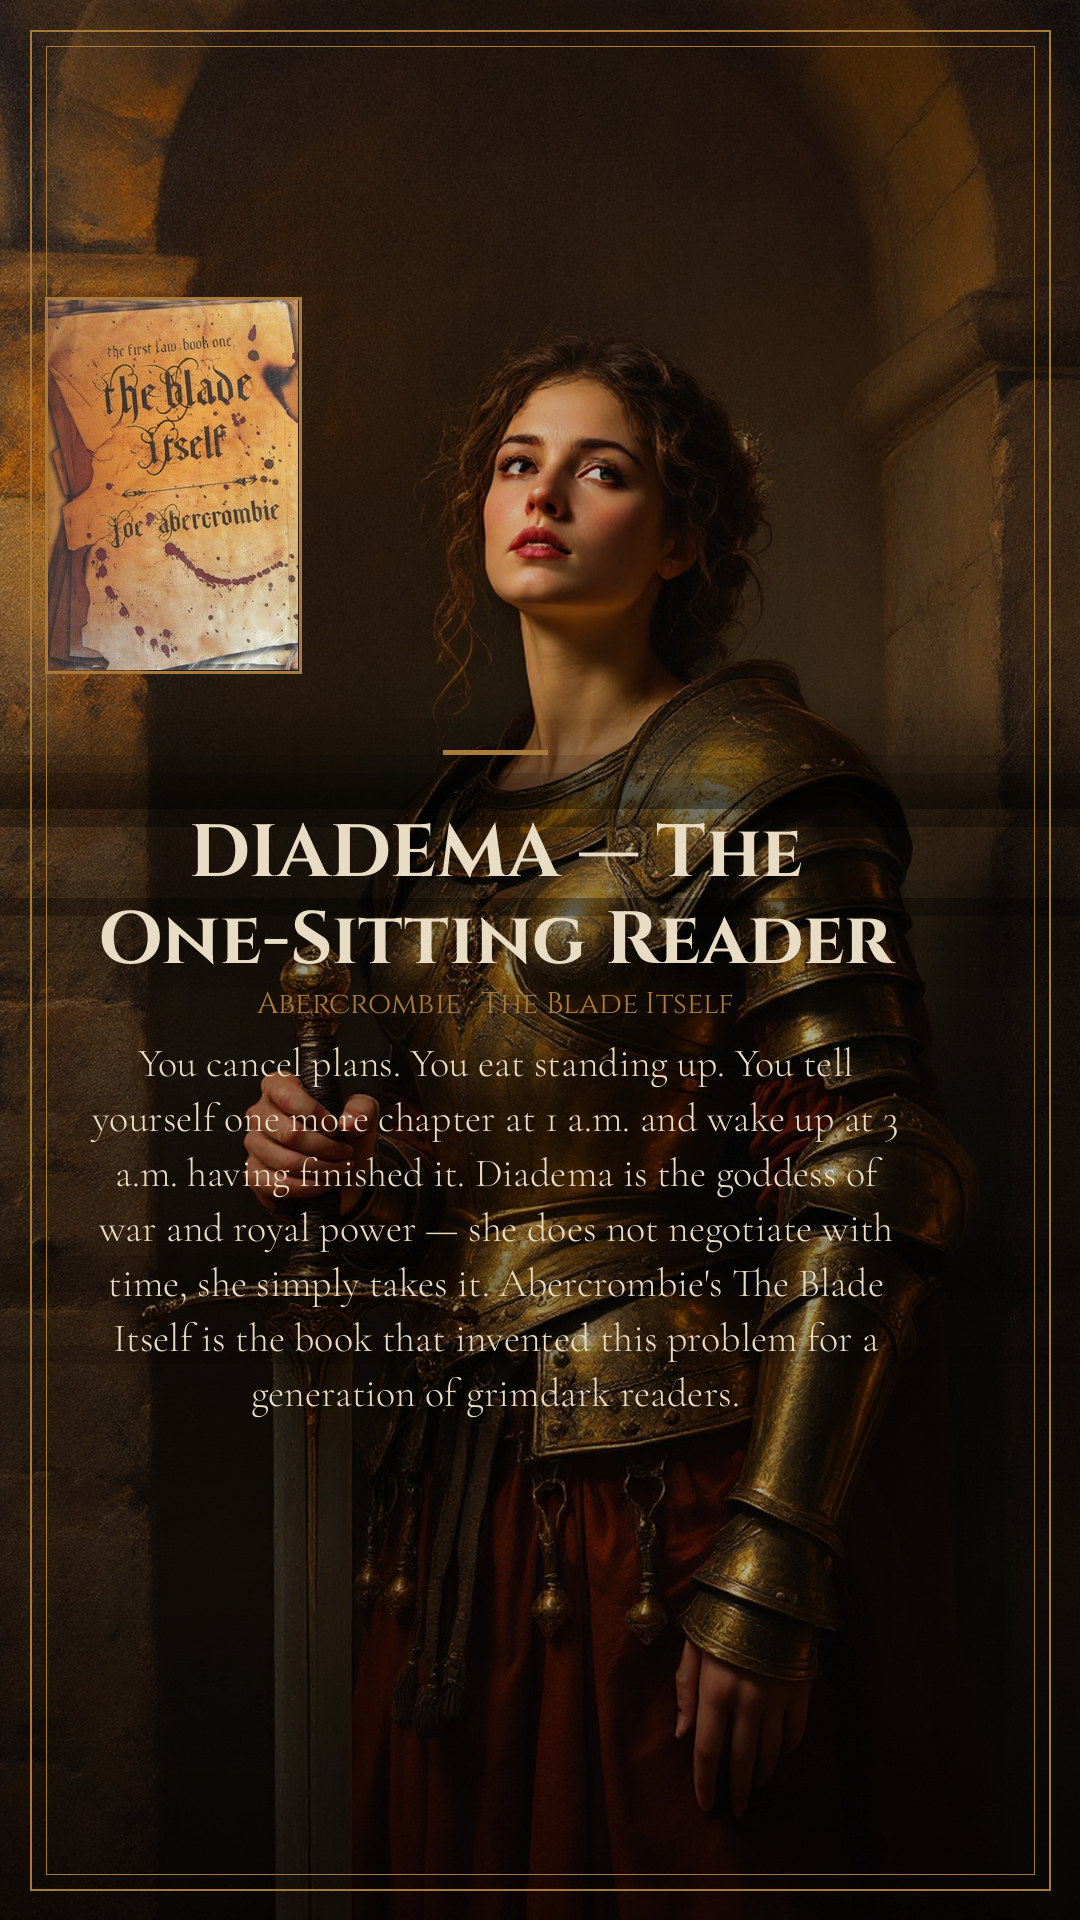 the first law: book one
the blade
itself
joe abercrombie
DIADEMA — The
One-Sitting Reader
Abercrombie · The Blade Itself
You cancel plans. You eat standing up. You tell
yourself one more chapter at 1 a.m. and wake up at 3
a.m. having finished it. Diadema is the goddess of
war and royal power — she does not negotiate with
time, she simply takes it. Abercrombie's The Blade
Itself is the book that invented this problem for a
generation of grimdark readers.